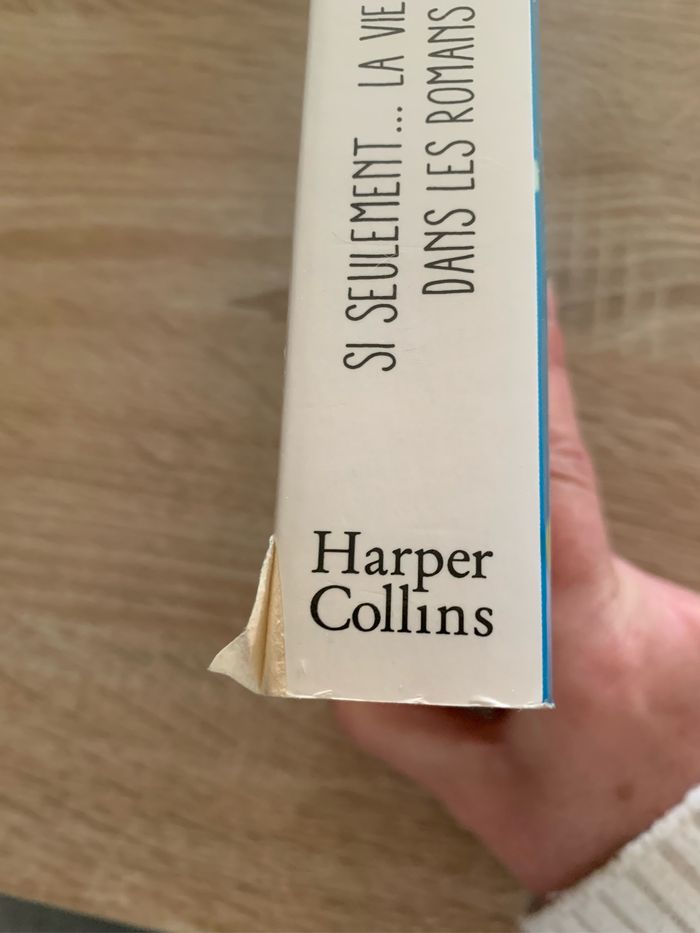 SI SEULEMENT... LA VIE
DANS LES ROMANS
Harper
Collins